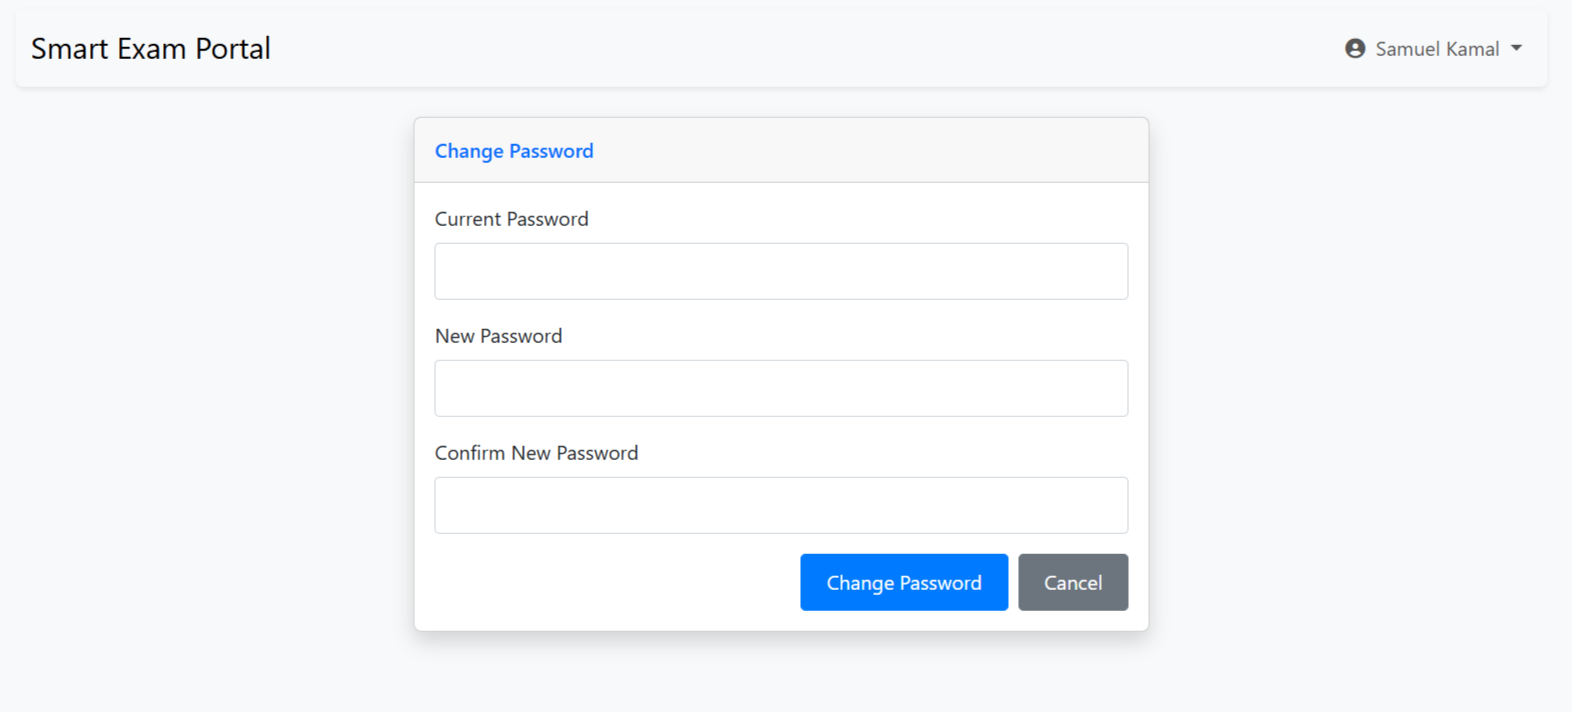 Smart Exam Portal
Samuel Kamal
Change Password
Current Password
New Password
Confirm New Password
Change Password
Cancel